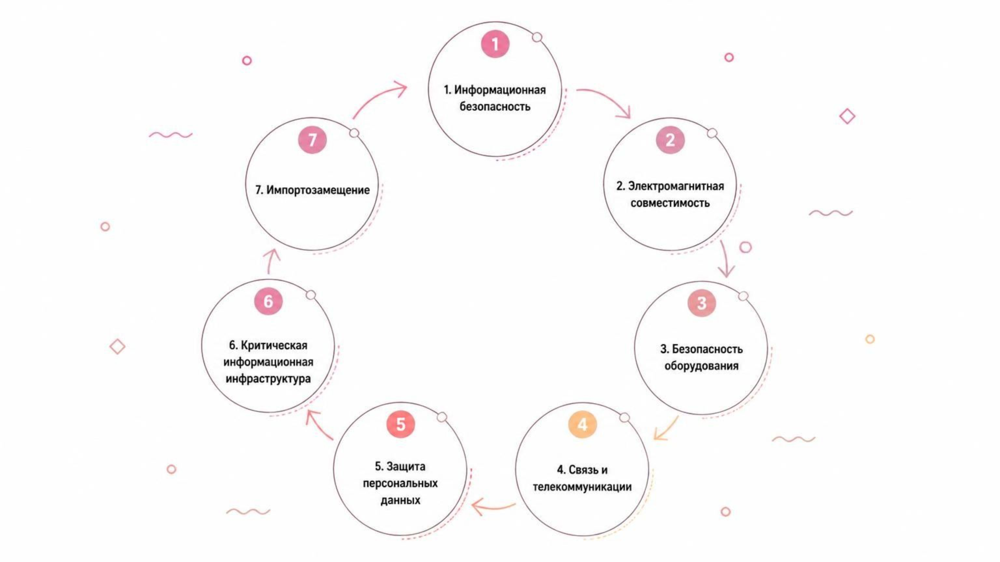 1
1. Информационная
безопасность
2
2. Электромагнитная
совместимость
3
3. Безопасность
оборудования
4
4. Связь и
телекоммуникации
5
5. Защита
персональных
данных
6
6. Критическая
информационная
инфраструктура
7
7. Импортозамещение